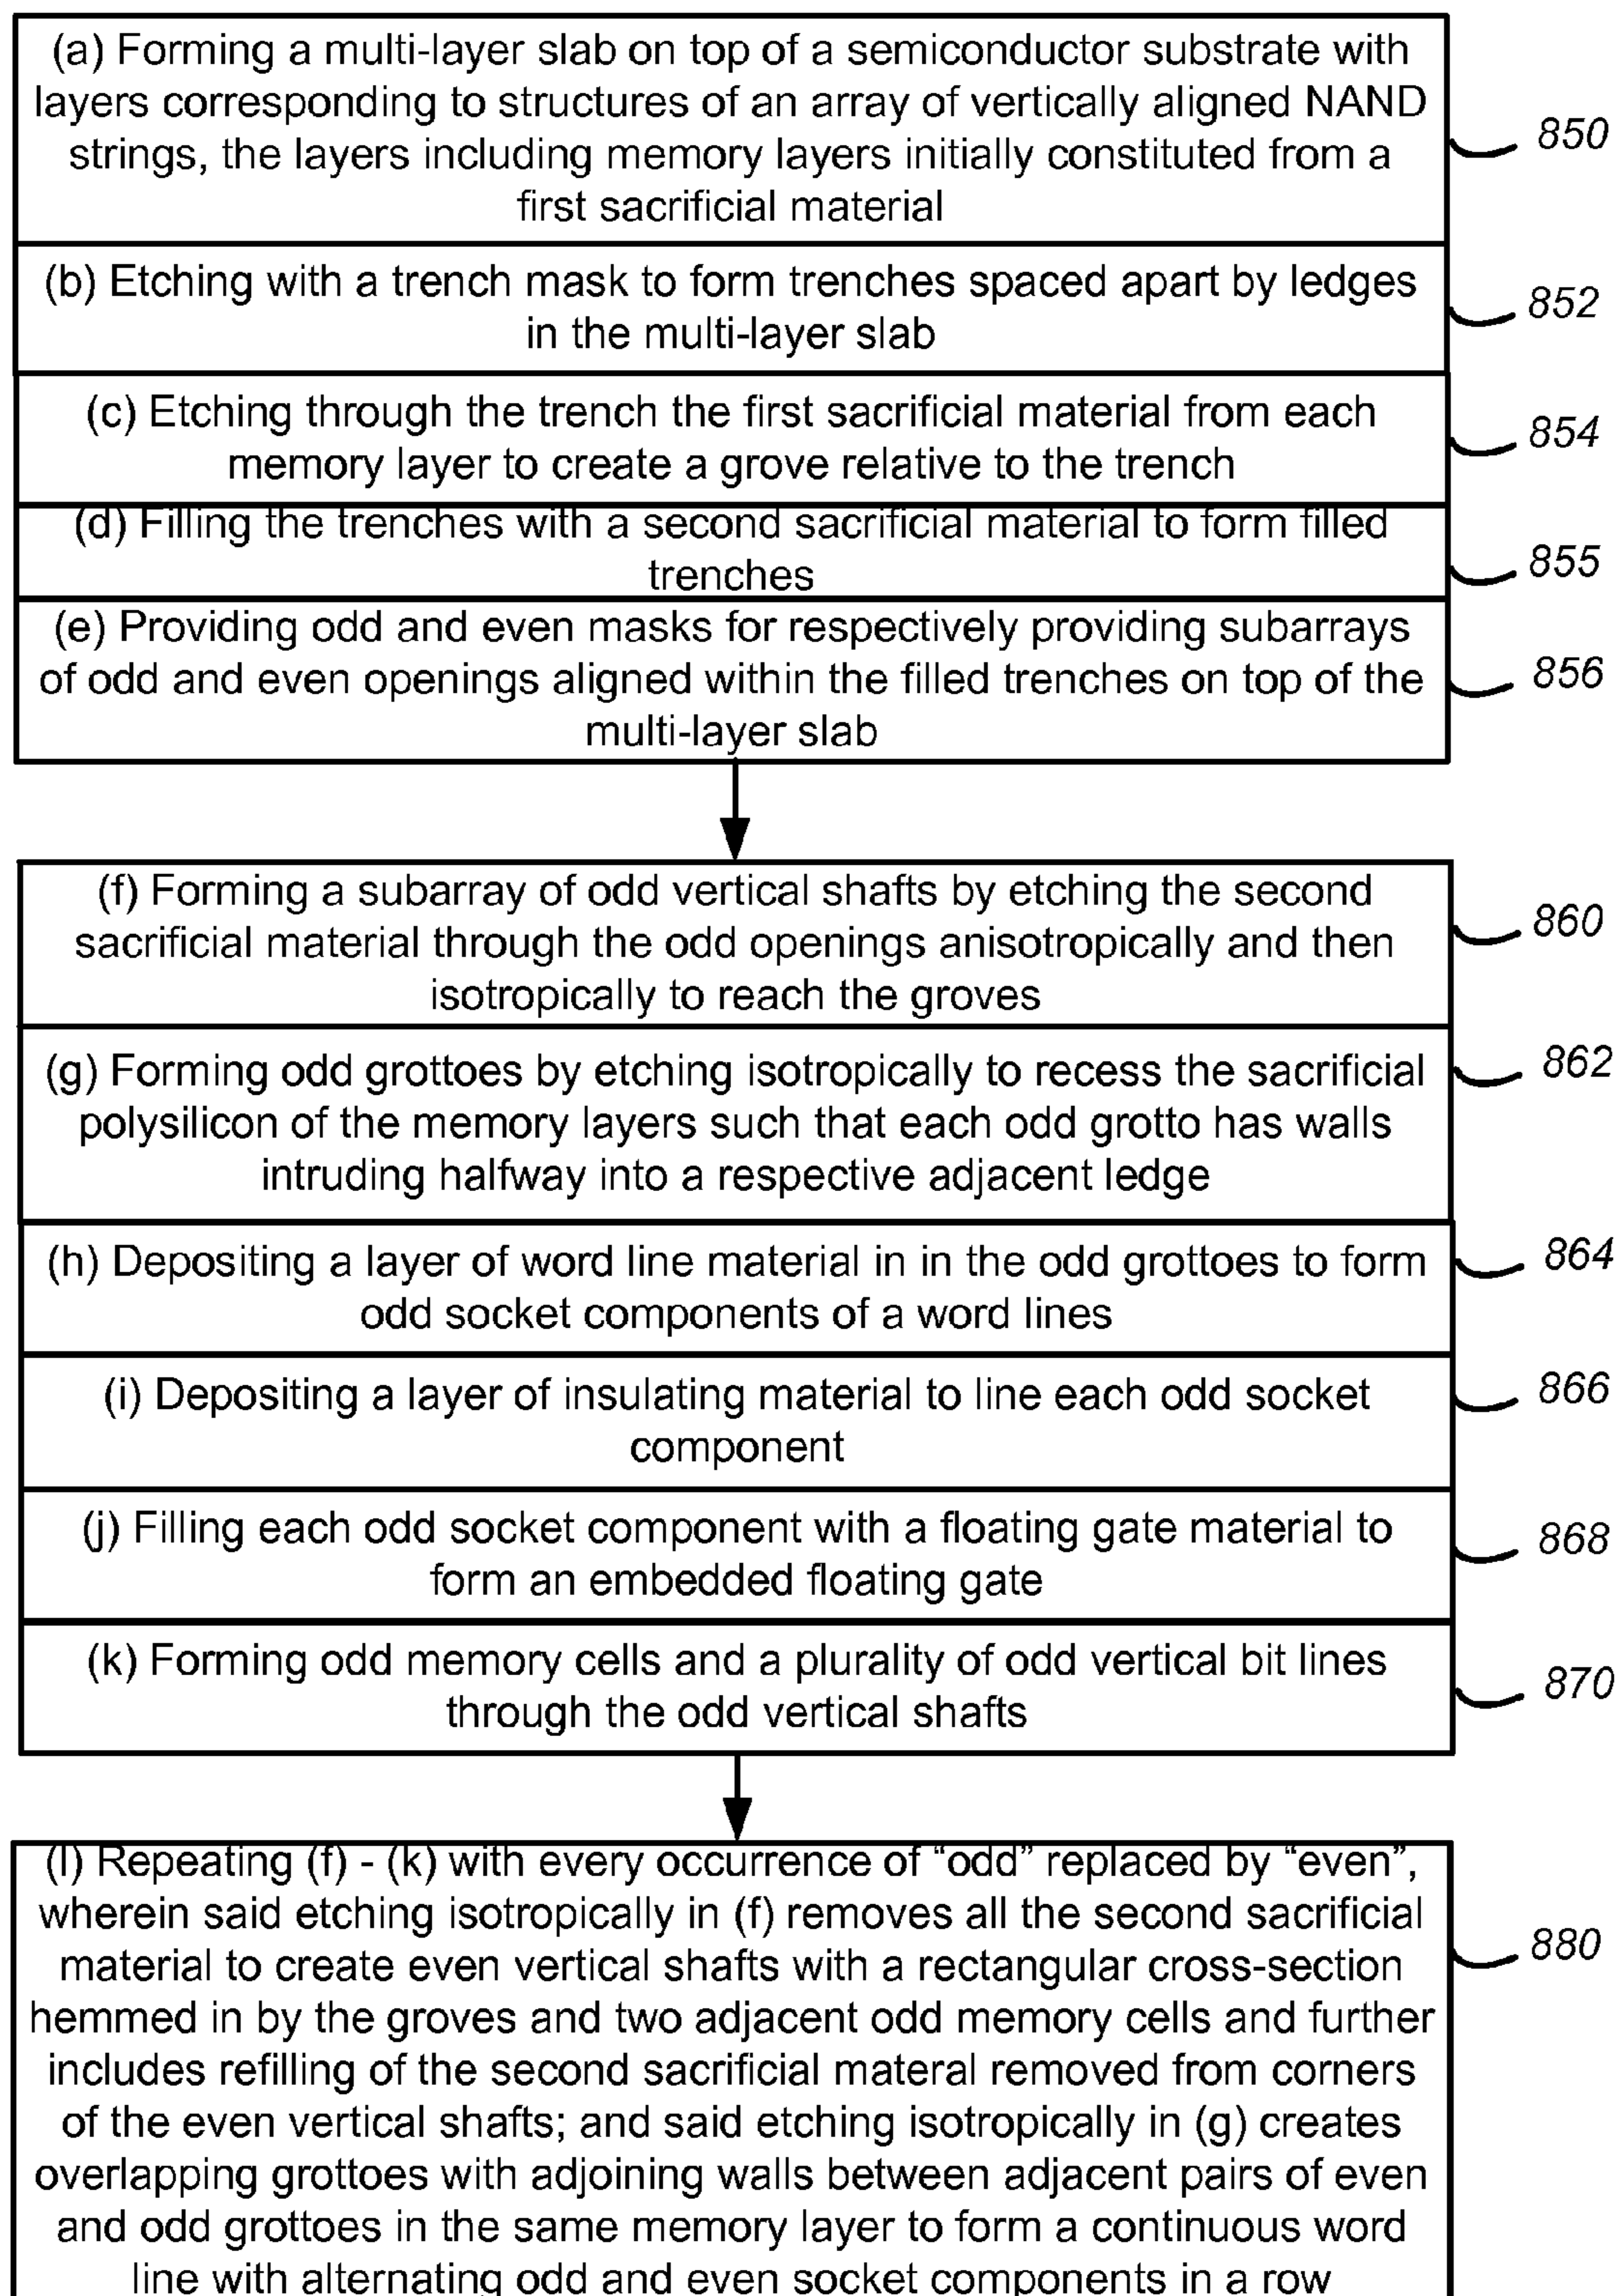 (a) Forming a multi-layer slab on top of a semiconductor substrate with
layers corresponding to structures of an array of vertically aligned NAND
strings, the layers including memory layers initially constituted from a
first sacrificial material
850
(b) Etching with a trench mask to form trenches spaced apart by ledges
in the multi-layer slab
852
(c) Etching through the trench the first sacrificial material from each
memory layer to create a grove relative to the trench
854
(d) Filling the trenches with a second sacrificial material to form filled
trenches
855
(e) Providing odd and even masks for respectively providing subarrays
of odd and even openings aligned within the filled trenches on top of the
multi-layer slab
856
(f) Forming a subarray of odd vertical shafts by etching the second
sacrificial material through the odd openings anisotropically and then
isotropically to reach the groves
860
(g) Forming odd grottoes by etching isotropically to recess the sacrificial
polysilicon of the memory layers such that each odd grotto has walls
intruding halfway into a respective adjacent ledge
862
(h) Depositing a layer of word line material in in the odd grottoes to form
odd socket components of a word lines
864
(i) Depositing a layer of insulating material to line each odd socket
component
866
(j) Filling each odd socket component with a floating gate material to
form an embedded floating gate
868
(k) Forming odd memory cells and a plurality of odd vertical bit lines
through the odd vertical shafts
870
(l) Repeating (f) - (k) with every occurrence of “odd” replaced by “even”,
wherein said etching isotropically in (f) removes all the second sacrificial
material to create even vertical shafts with a rectangular cross-section
hemmed in by the groves and two adjacent odd memory cells and further
includes refilling of the second sacrificial materal removed from corners
of the even vertical shafts; and said etching isotropically in (g) creates
overlapping grottoes with adjoining walls between adjacent pairs of even
and odd grottoes in the same memory layer to form a continuous word
line with alternating odd and even socket components in a row
880